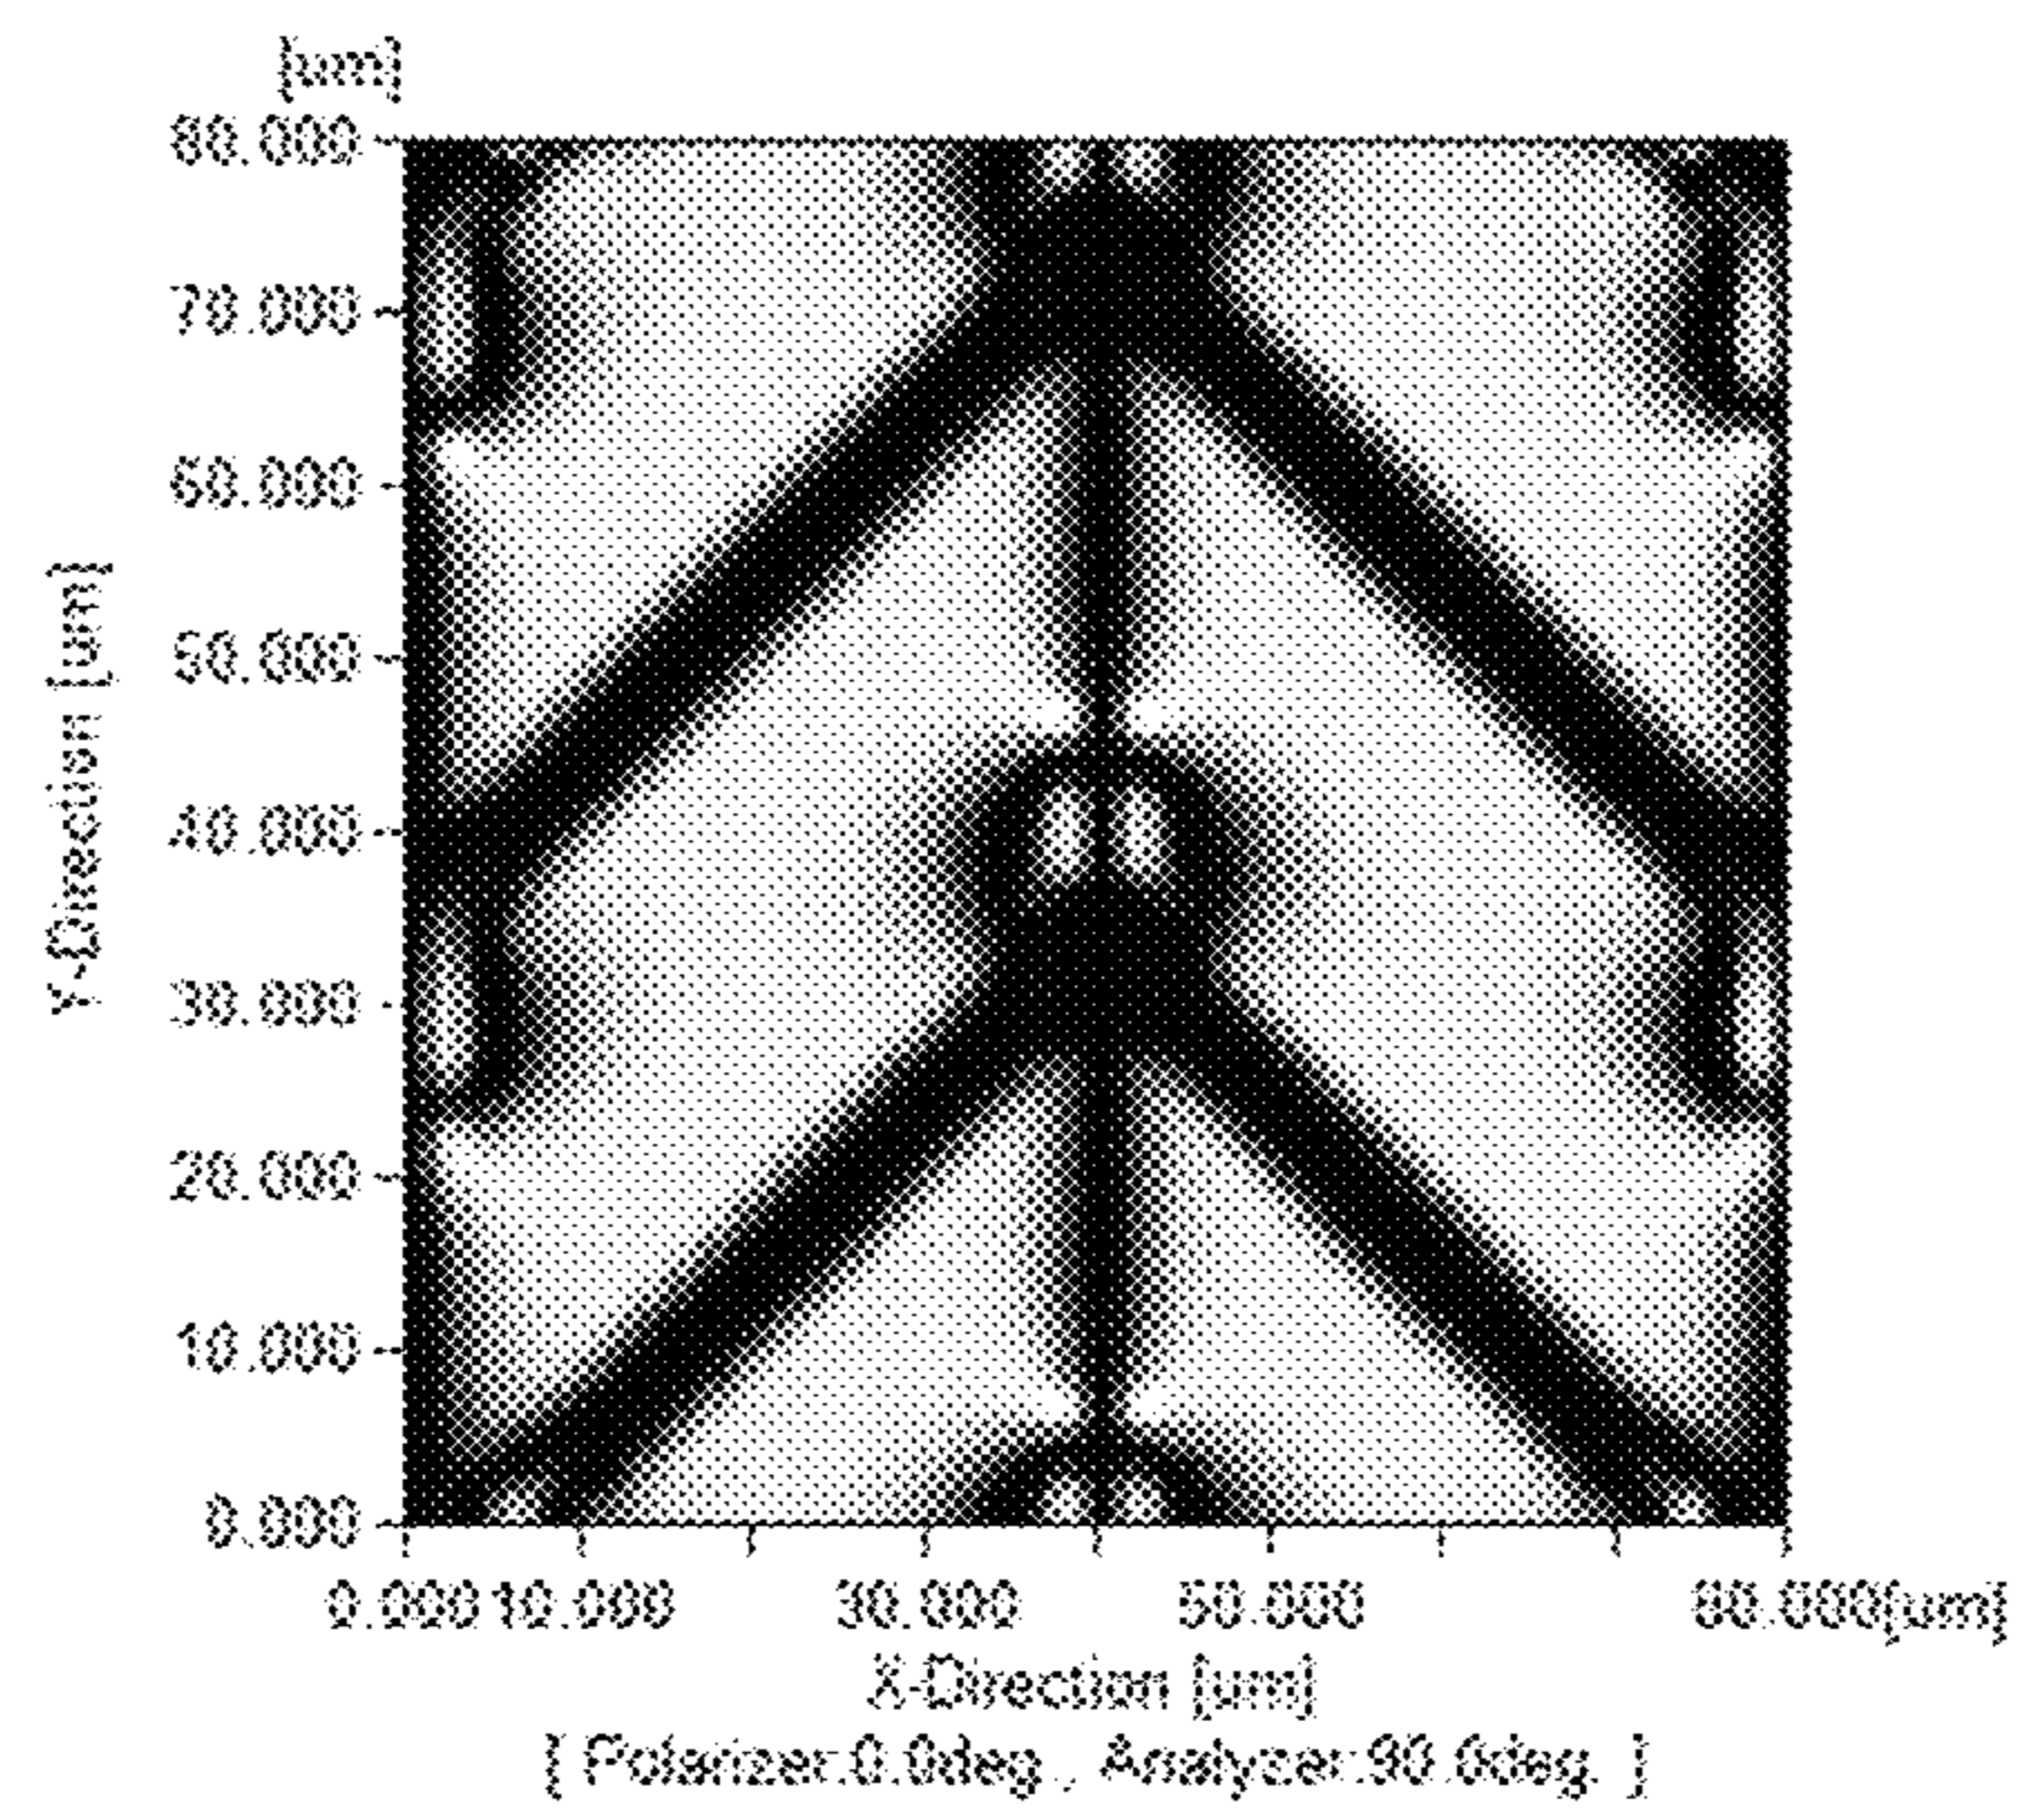 [um]
80.000
70.000
60.000
50.000
40.000
30.000
20.000
10.000
0.000
Y-Direction [um]
0.000 10.000 30.000 50.000 80.000[um]
X-Direction [um]
[ Polarizer:0.0deg , Analyzer:90.0deg. ]